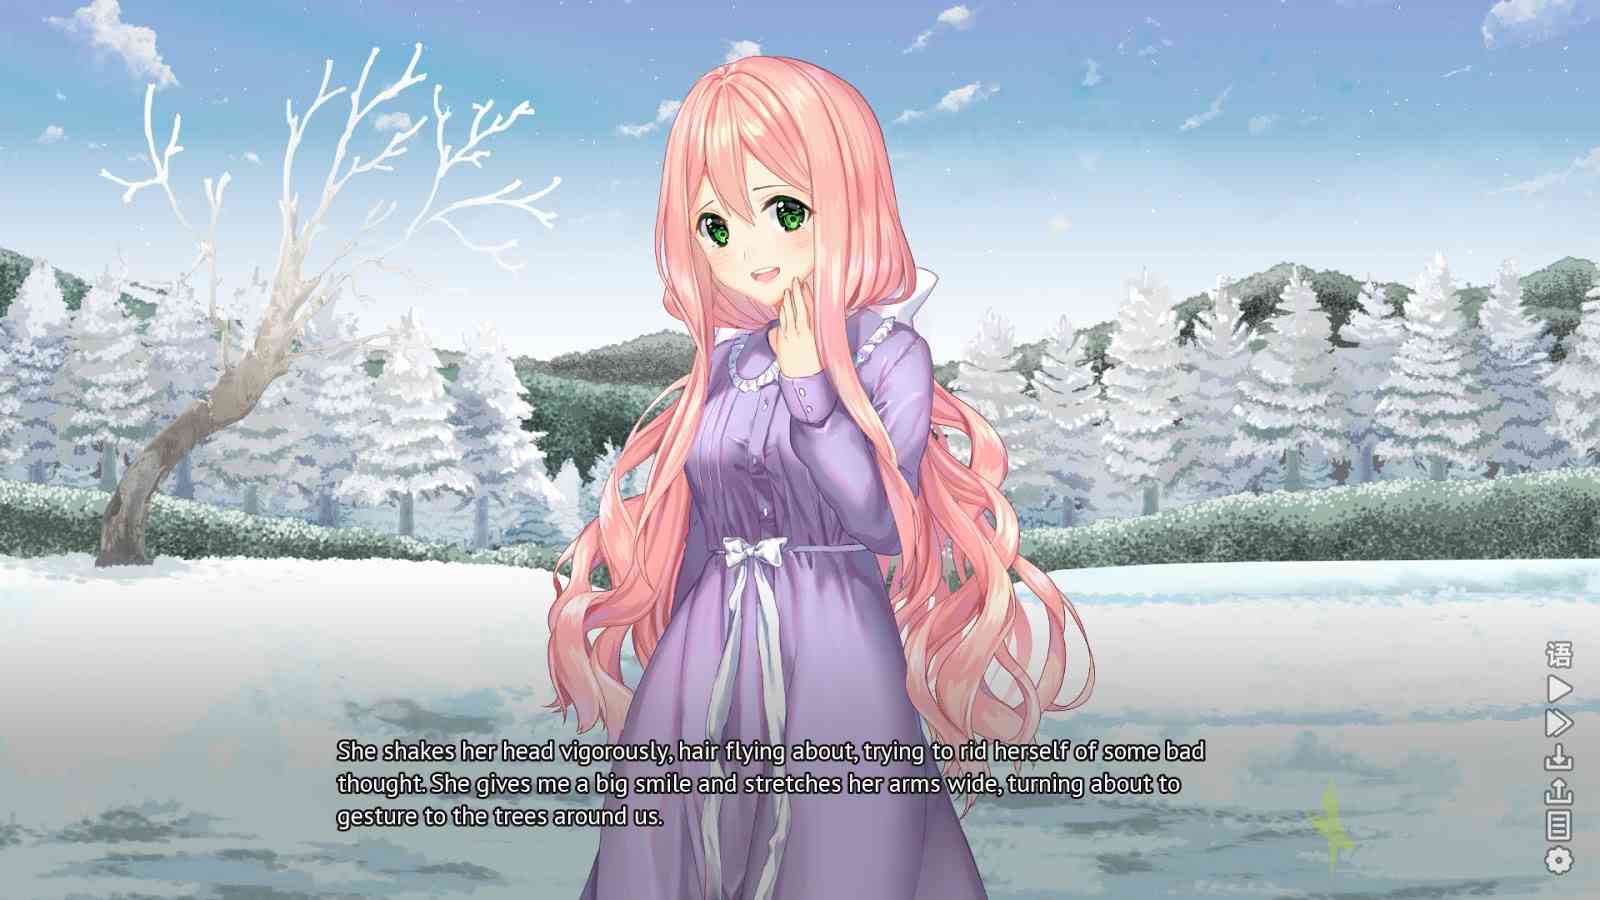 She shakes her head vigorously, hair flying about, trying to rid herself of some bad
thought. She gives me a big smile and stretches her arms wide, turning about to
gesture to the trees around us.
语